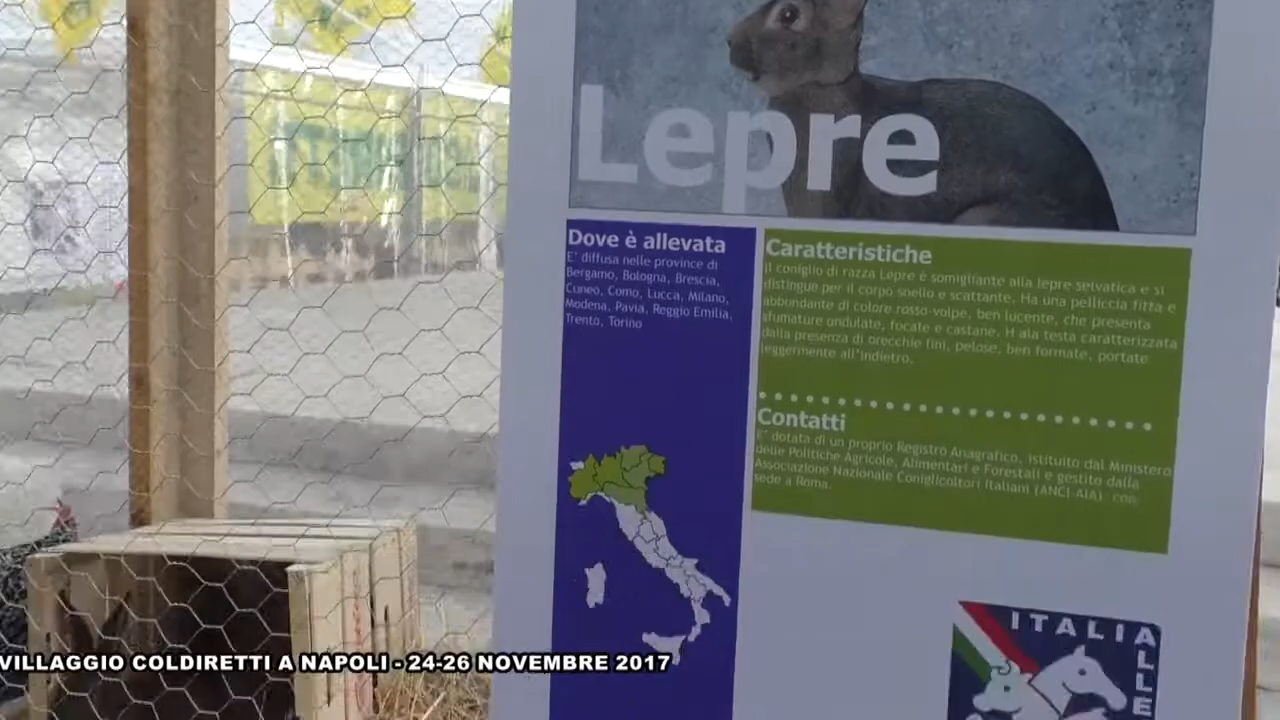 Lepre
Dove è allevata
E' diffusa nelle province di
Bergamo, Bologna, Brescia,
Cuneo, Como, Lucca, Milano,
Modena, Pavia, Reggio Emilia,
Trento, Torino
Caratteristiche
Il coniglio di razza Lepre è somigliante alla lepre selvatica e si
distingue per il corpo snello e scattante. Ha una pelliccia fitta e
abbondante di colore rosso-volpe, ben lucente, che presenta
sfumature ondulate, focate e castane. H ala testa caratterizzata
dalla presenza di orecchie fini, pelose, ben formate, portate
leggermente all'indietro.
Contatti
E' dotata di un proprio Registro Anagrafico, istituito dal Ministero
delle Politiche Agricole, Alimentari e Forestali e gestito dalla
Associazione Nazionale Coniglicoltori Italiani (ANCI-AIA) con
sede a Roma.
ITALIALLE
VILLAGGIO COLDIRETTI A NAPOLI - 24-26 NOVEMBRE 2017